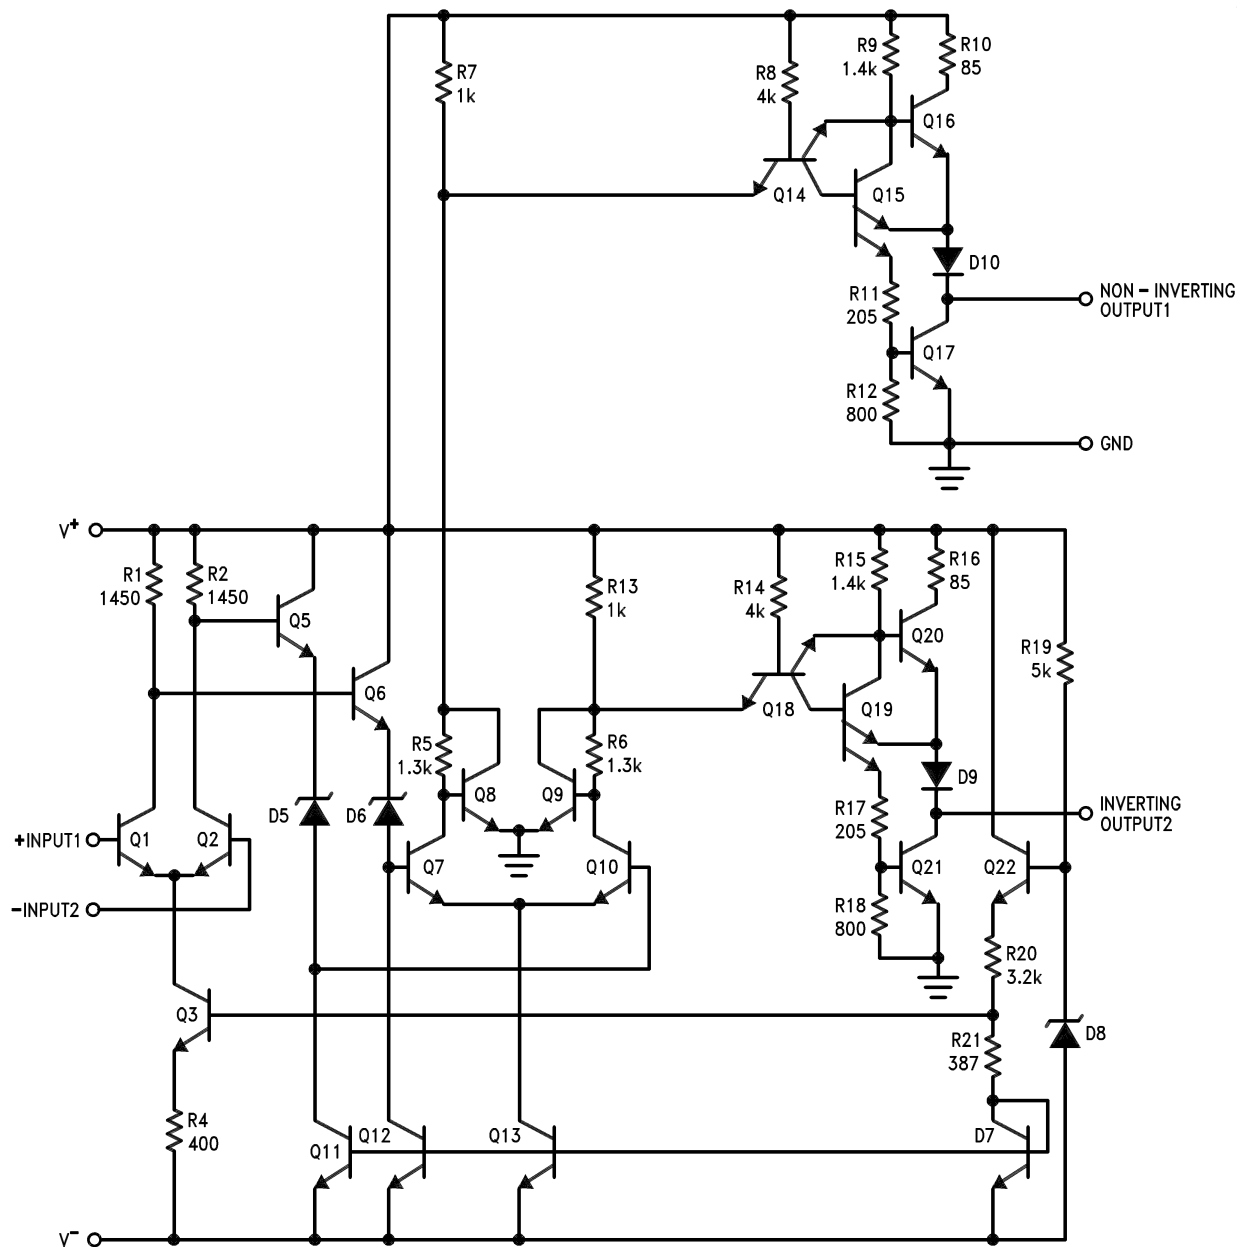 R7
1k
R8
4k
R9
1.4k
R10
85
Q16
Q14
Q15
D10
R11
205
NON - INVERTING
OUTPUT1
Q17
R12
800
GND
V+
R1
1450
R2
1450
Q5
R13
1k
R14
4k
R15
1.4k
R16
85
Q20
R19
5k
Q6
Q18
Q19
R5
1.3k
R6
1.3k
Q8
Q9
D9
D5
D6
R17
205
INVERTING
OUTPUT2
+INPUT1
Q1
Q2
Q7
Q10
Q21
Q22
-INPUT2
R18
800
R20
3.2k
Q3
R21
387
D8
R4
400
Q11
Q12
Q13
D7
V-